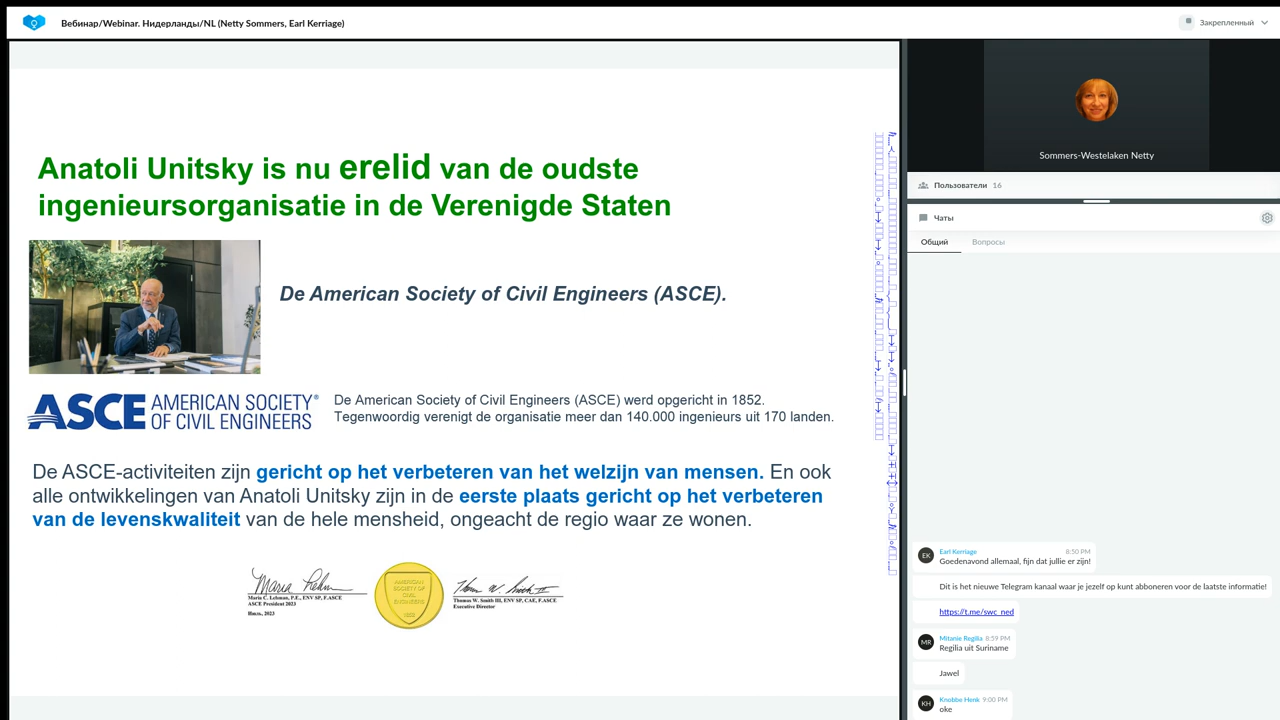 Вебинар/Webinar. Нидерланды/NL (Netty Sommers, Earl Kerriage)
Закрепленный
Anatoli Unitsky is nu erelid van de oudste
ingenieursorganisatie in de Verenigde Staten
De American Society of Civil Engineers (ASCE).
ASCE AMERICAN SOCIETY®
OF CIVIL ENGINEERS
De American Society of Civil Engineers (ASCE) werd opgericht in 1852.
Tegenwoordig verenigt de organisatie meer dan 140.000 ingenieurs uit 170 landen.
De ASCE-activiteiten zijn gericht op het verbeteren van het welzijn van mensen. En ook
alle ontwikkelingen van Anatoli Unitsky zijn in de eerste plaats gericht op het verbeteren
van de levenskwaliteit van de hele mensheid, ongeacht de regio waar ze wonen.
Maria C. Lehman, P.E., ENV SP, F.ASCE
ASCE President 2023
Июль, 2023
AMERICAN
SOCIETY OF
CIVIL
ENGINEERS
1852
Thomas W. Smith III, ENV SP, CAE, F.ASCE
Executive Director
Sommers-Westelaken Netty
Пользователи 16
Чаты
Общий Вопросы
EK Earl Kerriage 8:50 PM
Goedenavond allemaal, fijn dat jullie er zijn!
Dit is het nieuwe Telegram kanaal waar je jezelf op kunt abboneren voor de laatste informatie!
https://t.me/swc_ned
MR Mitanie Regilia 8:59 PM
Regilia uit Suriname
Jawel
KH Knobbe Henk 9:00 PM
oke